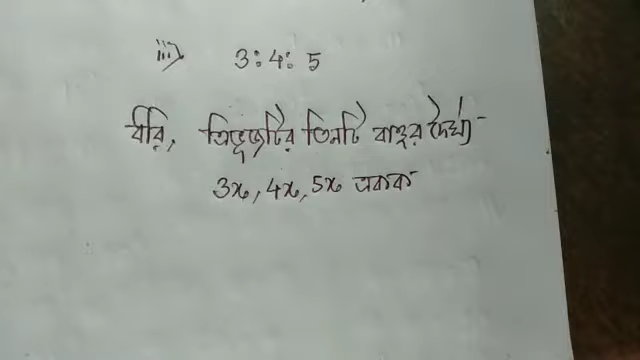 iii) 3:4:5
ধরি, ত্রিভূজটির তিনটি বাহুর দৈর্ঘ্য
3x, 4x, 5x একক